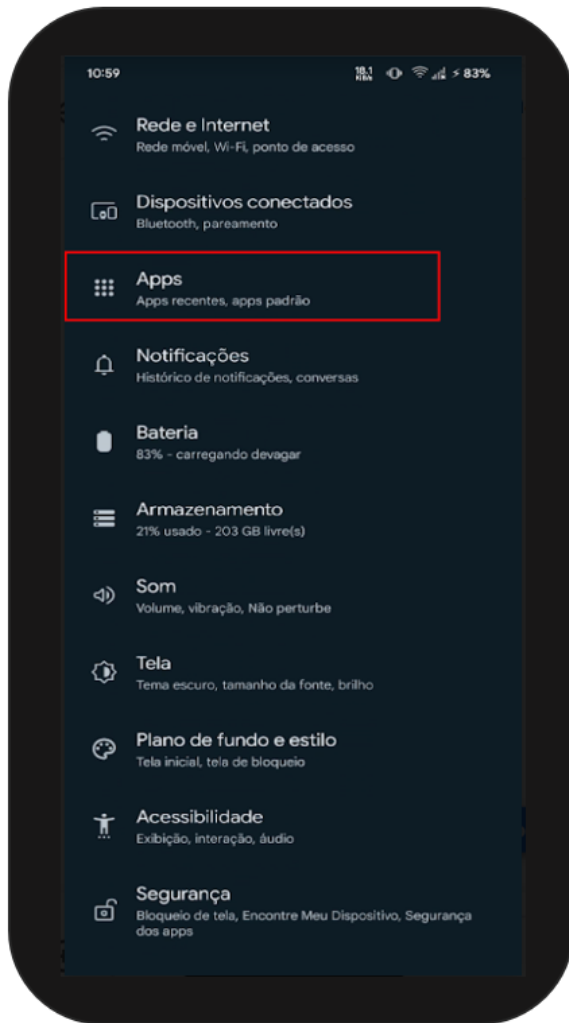 10:59
18.1
KB/s
83%
Rede e Internet
Rede móvel, Wi-Fi, ponto de acesso
Dispositivos conectados
Bluetooth, pareamento
Apps
Apps recentes, apps padrão
Notificações
Histórico de notificações, conversas
Bateria
83% - carregando devagar
Armazenamento
21% usado - 203 GB livre(s)
Som
Volume, vibração, Não perturbe
Tela
Tema escuro, tamanho da fonte, brilho
Plano de fundo e estilo
Tela inicial, tela de bloqueio
Acessibilidade
Exibição, interação, áudio
Segurança
Bloqueio de tela, Encontre Meu Dispositivo, Segurança
dos apps